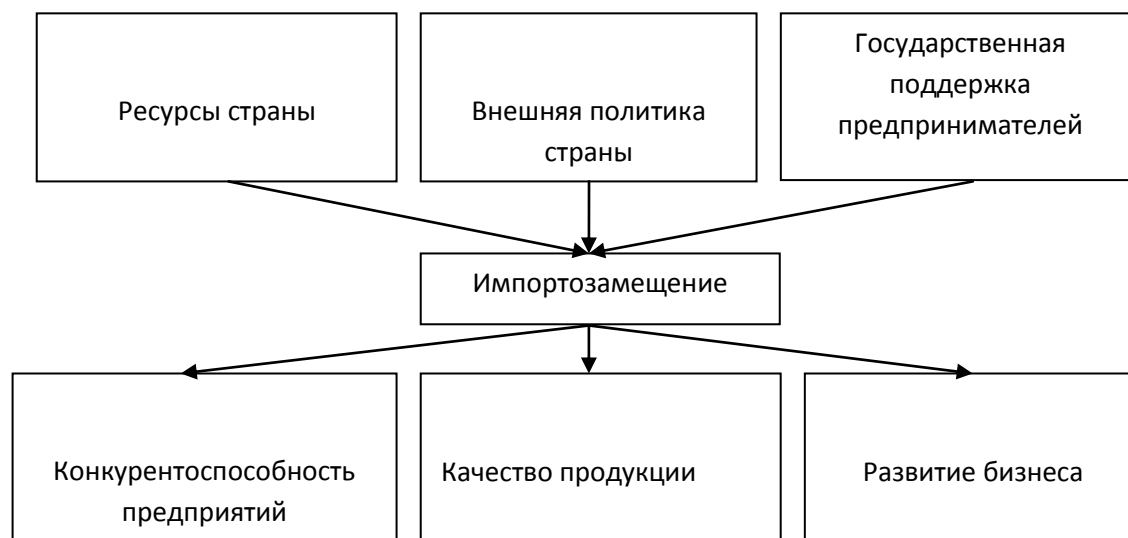 Ресурсы страны
Внешняя политика
страны
Государственная
поддержка
предпринимателей
Импортозамещение
Конкурентоспособность
предприятий
Качество продукции
Развитие бизнеса